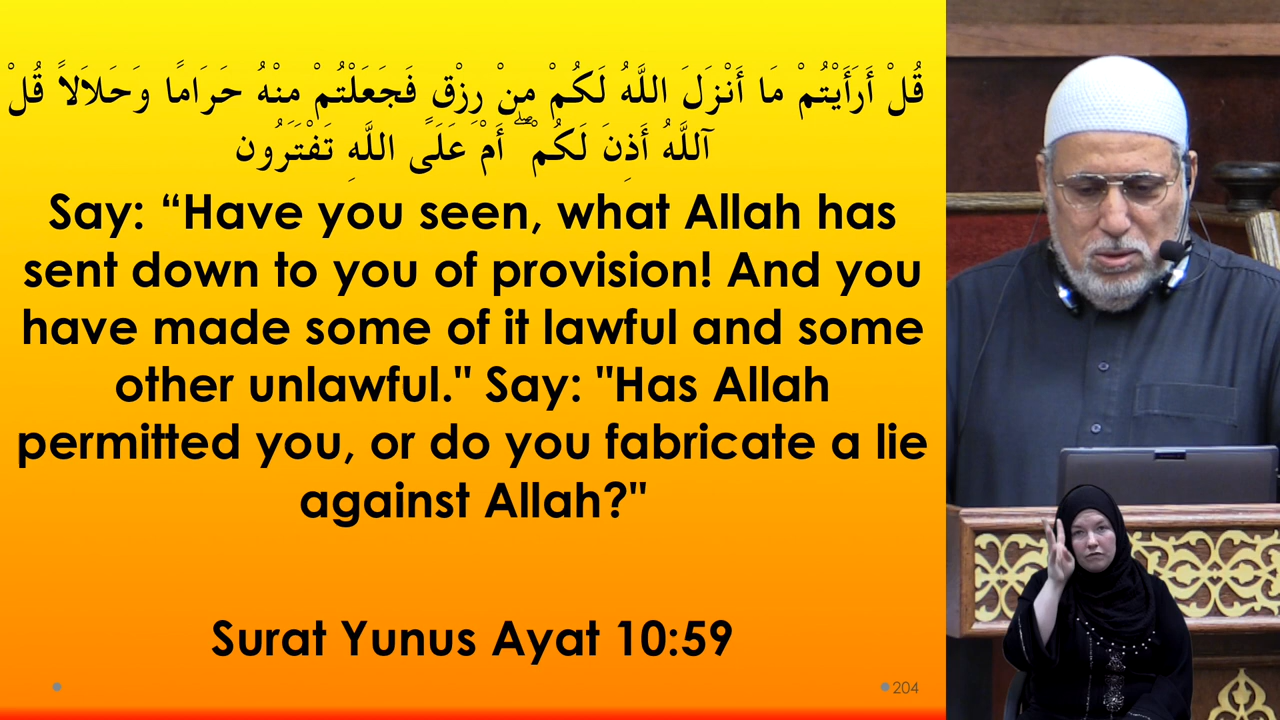 قُلْ أَرَأَيْتُمْ مَا أَنْزَلَ اللَّهُ لَكُمْ مِنْ رِزْقٍ فَجَعَلْتُمْ مِنْهُ حَرَامًا وَحَلَالًا قُلْ
آللَّهُ أَذِنَ لَكُمْ ۖ أَمْ عَلَى اللَّهِ تَفْتَرُون
Say: “Have you seen, what Allah has
sent down to you of provision! And you
have made some of it lawful and some
other unlawful." Say: "Has Allah
permitted you, or do you fabricate a lie
against Allah?"
Surat Yunus Ayat 10:59
204